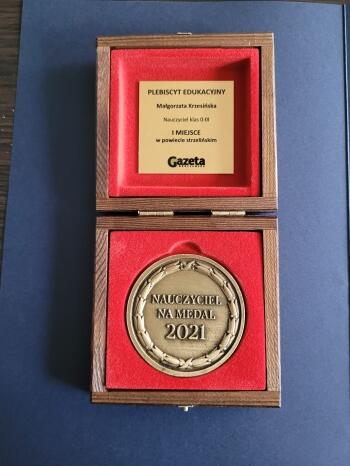 PLEBISCYT EDUKACYJNY
Małgorzata Krzesińska
Nauczyciel klas 0-III
I MIEJSCE
w powiecie strzelińskim
Gazeta
NAUCZYCIEL
NA MEDAL
2021